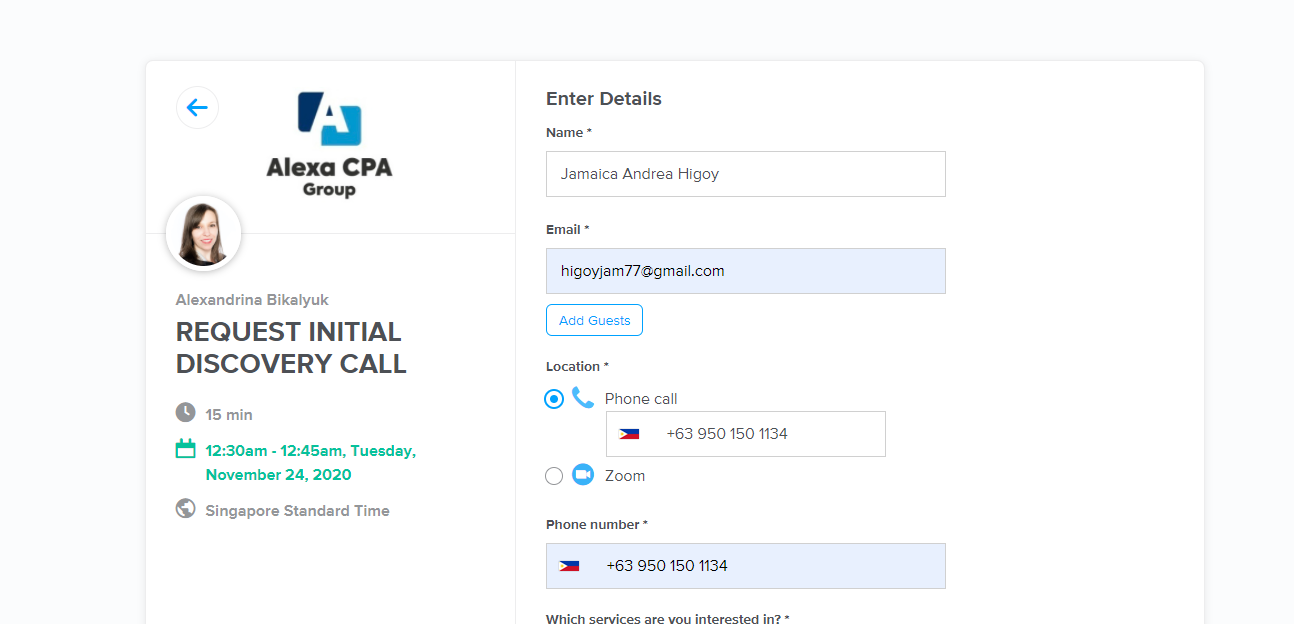 A
Alexa CPA
Group
Alexandrina Bikalyuk
REQUEST INITIAL
DISCOVERY CALL
15 min
12:30am - 12:45am, Tuesday,
November 24, 2020
Singapore Standard Time
Enter Details
Name *
Jamaica Andrea Higoy
Email *
higoyjam77@gmail.com
Add Guests
Location *
Phone call
+63 950 150 1134
Zoom
Phone number *
+63 950 150 1134
Which services are you interested in? *